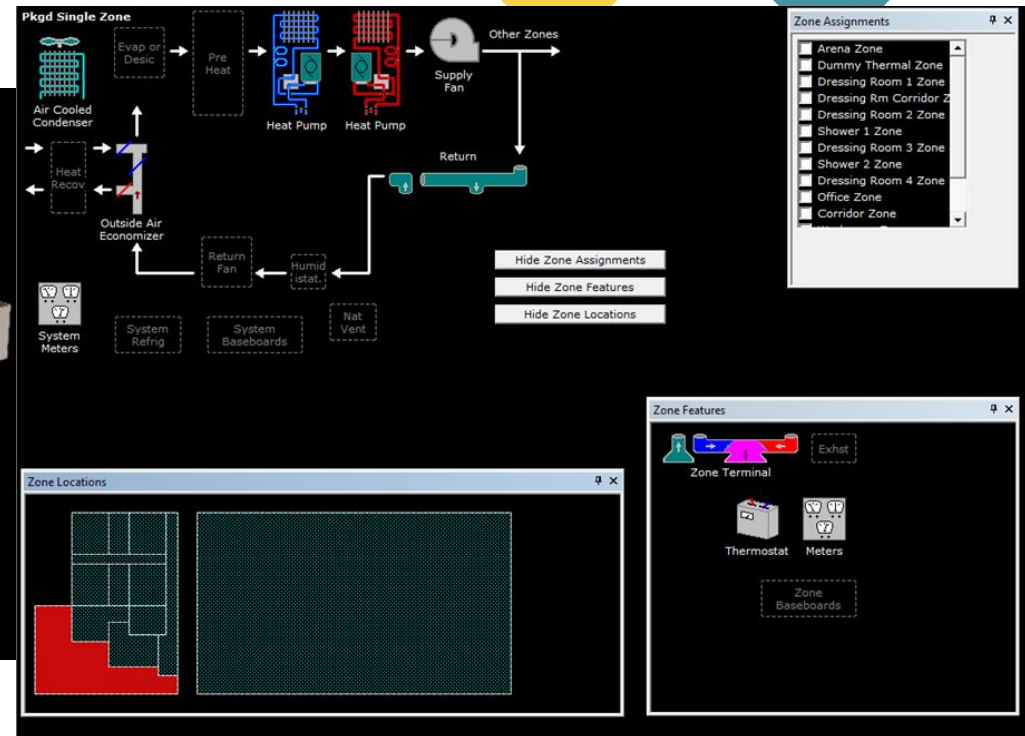 Pkgd Single Zone
Evap or
Desic
Pre
Heat
Air Cooled
Condenser
Heat Pump
Heat Pump
Supply
Fan
Other Zones
Return
Heat
Recov
Outside Air
Economizer
Return
Fan
Humid
istat.
System
Meters
System
Refrig
System
Baseboards
Nat
Vent
Hide Zone Assignments
Hide Zone Features
Hide Zone Locations
Zone Assignments
Arena Zone
Dummy Thermal Zone
Dressing Room 1 Zone
Dressing Rm Corridor Z
Dressing Room 2 Zone
Shower 1 Zone
Dressing Room 3 Zone
Shower 2 Zone
Dressing Room 4 Zone
Office Zone
Corridor Zone
Zone Features
Zone Terminal
Exhst
Thermostat
Meters
Zone
Baseboards
Zone Locations